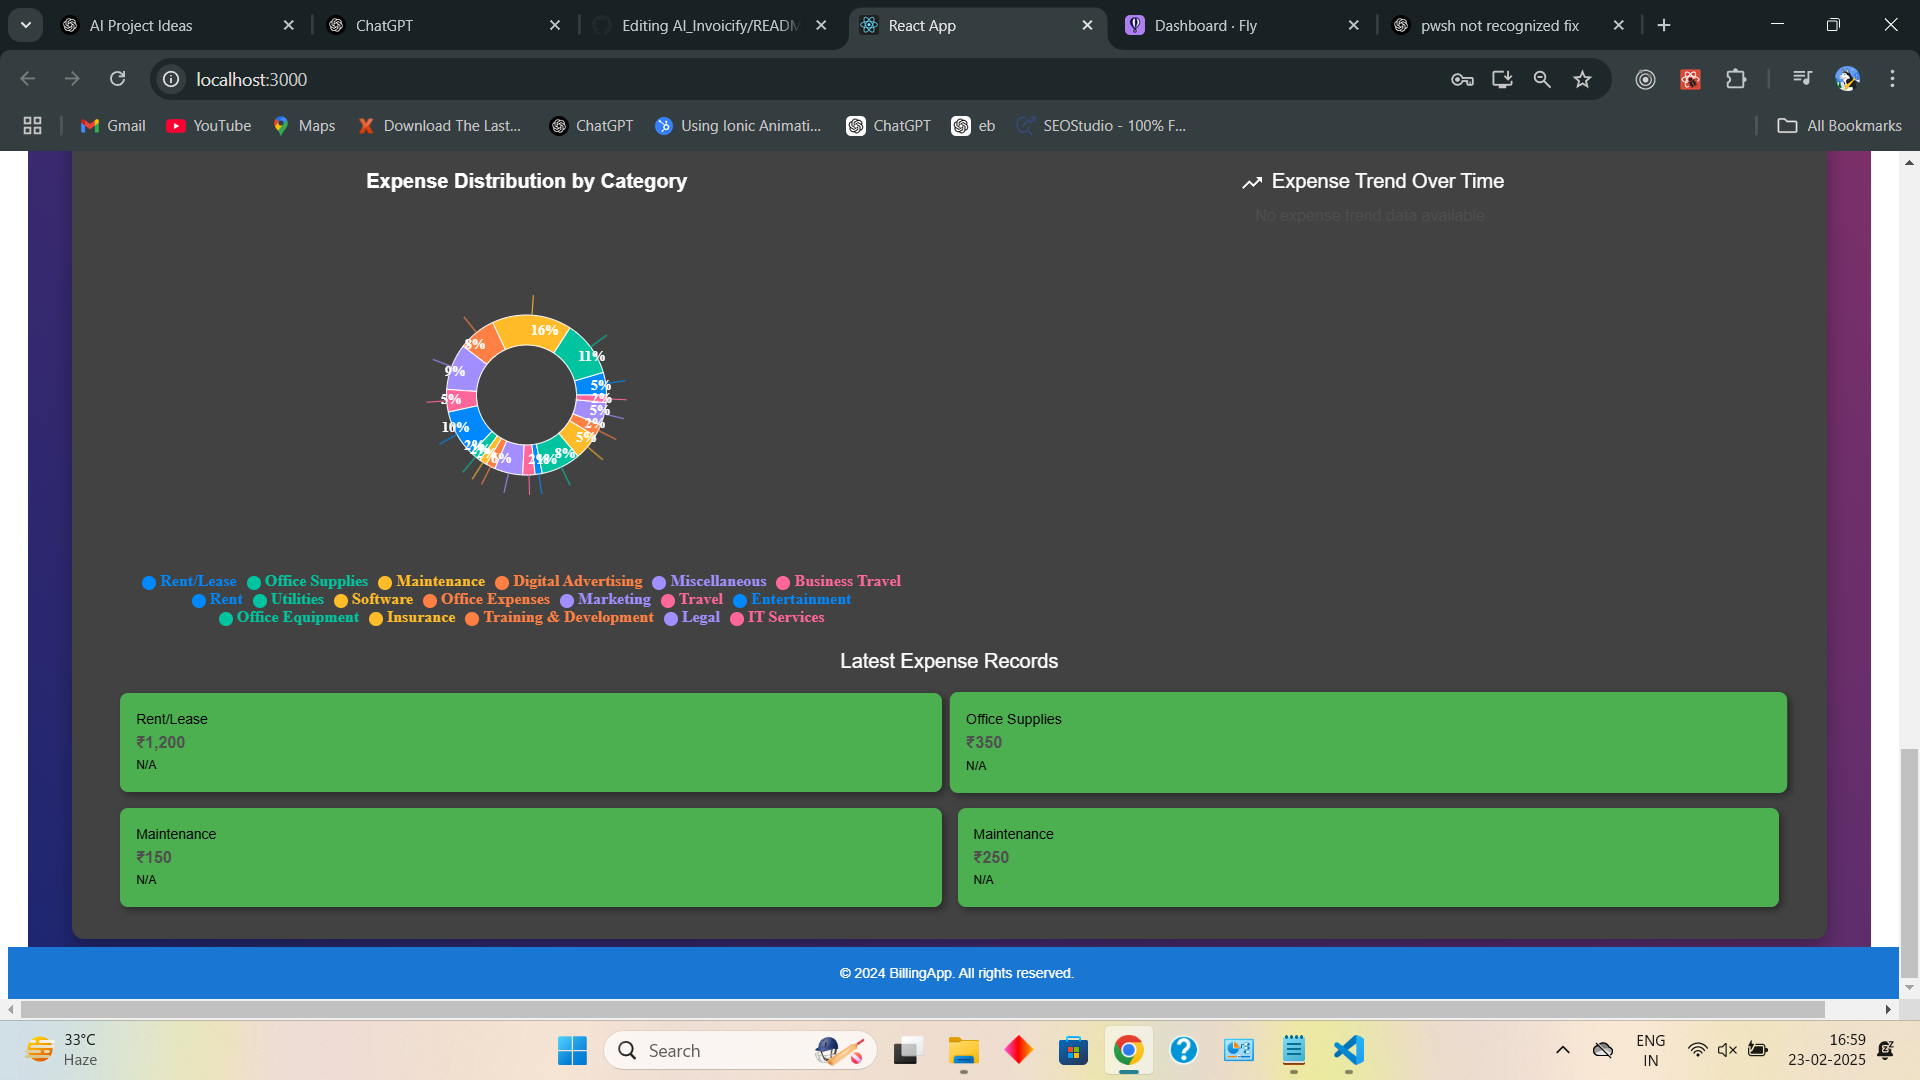 AI Project Ideas
ChatGPT
Editing AI_Invoicify/READM
React App
Dashboard · Fly
pwsh not recognized fix
localhost:3000
Gmail
YouTube
Maps
Download The Last...
ChatGPT
Using Ionic Animati...
ChatGPT
eb
SEOStudio - 100% F...
All Bookmarks
Expense Distribution by Category
Expense Trend Over Time
No expense trend data available
16%
8%
11%
9%
5%
2%
5%
5%
2%
10%
5%
8%
6%
Rent/Lease Office Supplies Maintenance Digital Advertising Miscellaneous Business Travel
Rent Utilities Software Office Expenses Marketing Travel Entertainment
Office Equipment Insurance Training & Development Legal IT Services
Latest Expense Records
Rent/Lease
₹1,200
N/A
Office Supplies
₹350
N/A
Maintenance
₹150
N/A
Maintenance
₹250
N/A
© 2024 BillingApp. All rights reserved.
33°C
Haze
Search
ENG
IN
16:59
23-02-2025